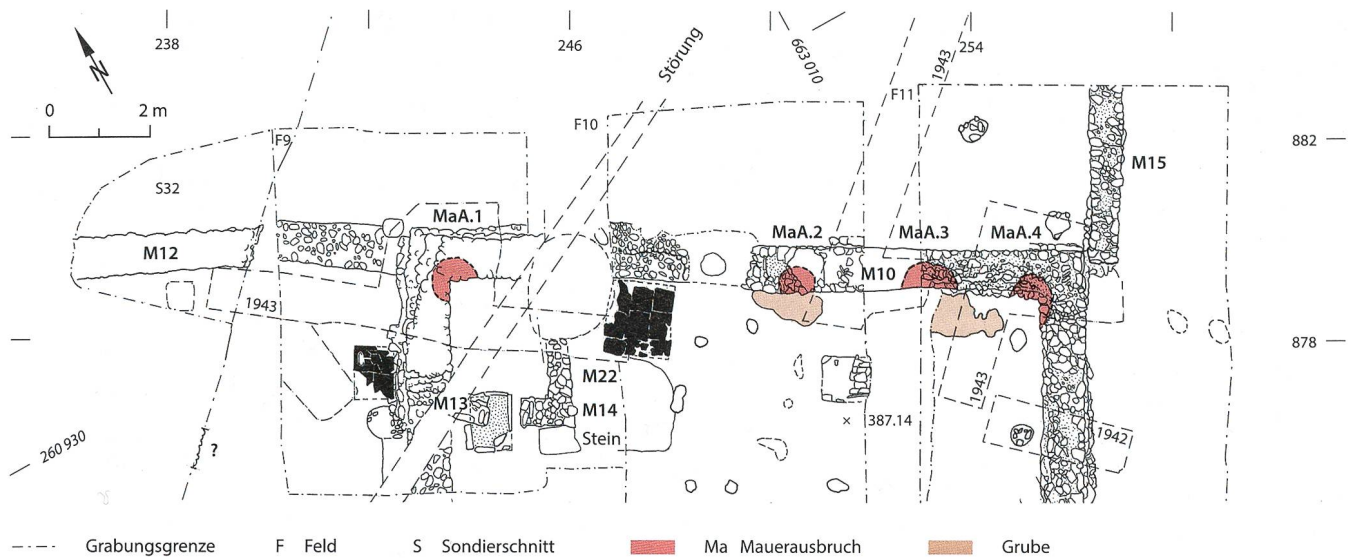 238
246
254
663 010
1943
Störung
N
0 2 m
F9
F10
F11
882
S32
M15
MaA.1
MaA.2
MaA.3
MaA.4
M12
M10
1943
878
M22
1943
M13
M14
387.14
Stein
1942
260 930
?
Grabungsgrenze F Feld S Sondierschnitt Ma Mauerausbruch Grube